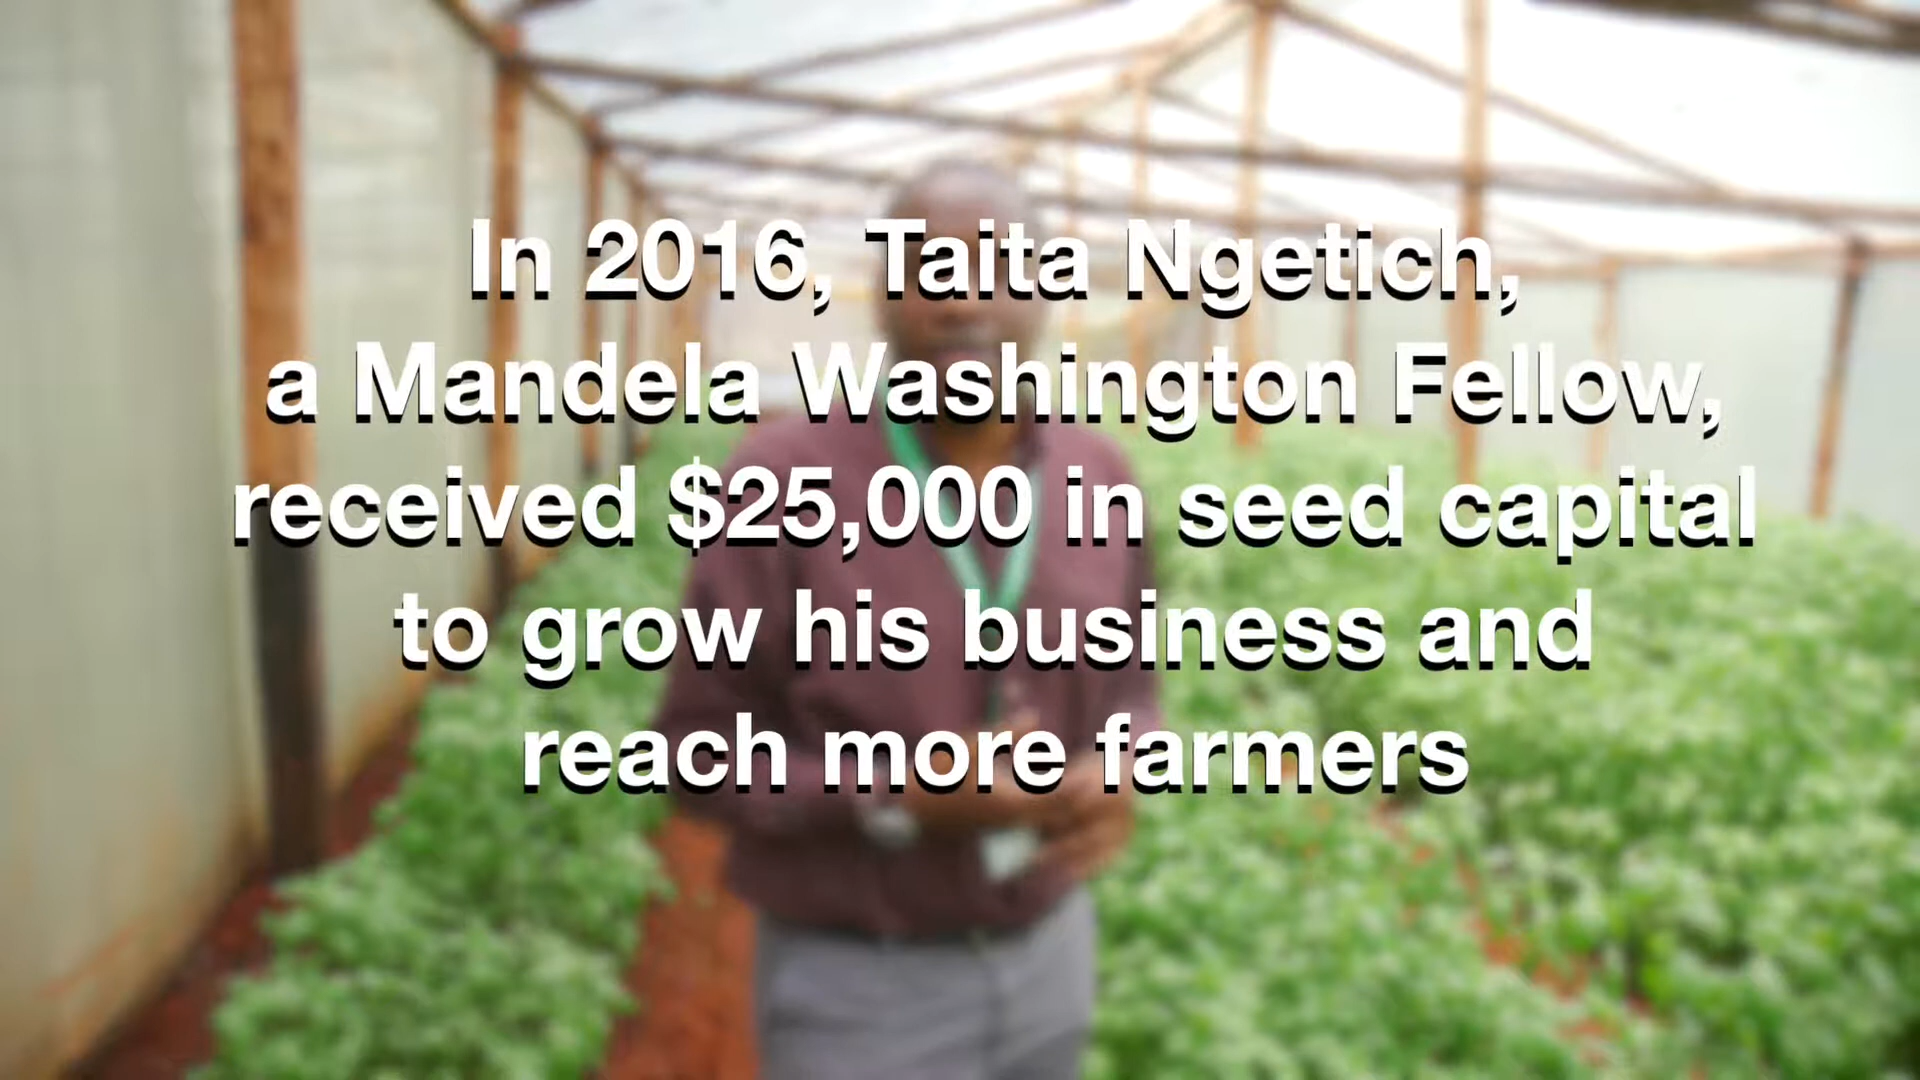 In 2016, Taita Ngetich,
a Mandela Washington Fellow,
received $25,000 in seed capital
to grow his business and
reach more farmers